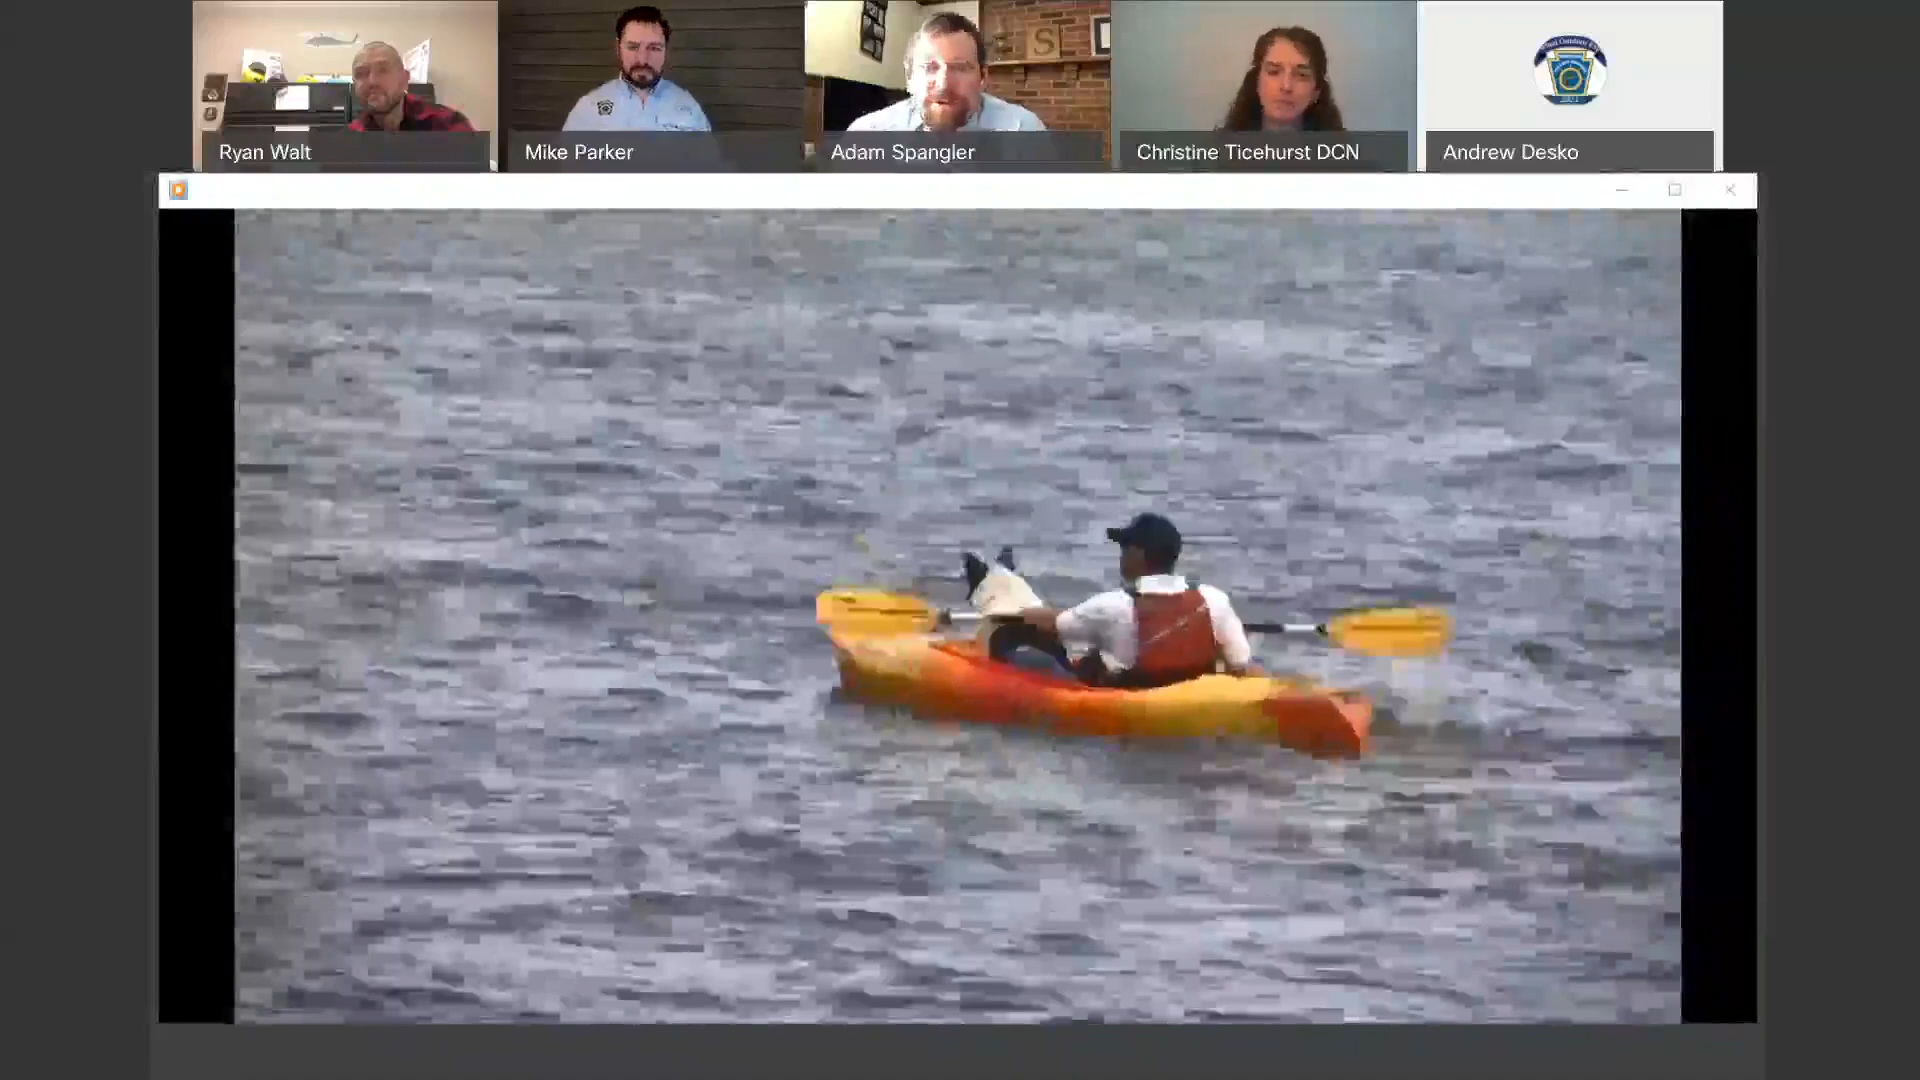 Ryan Walt
Mike Parker
Adam Spangler
Christine Ticehurst DCN
Andrew Desko
S